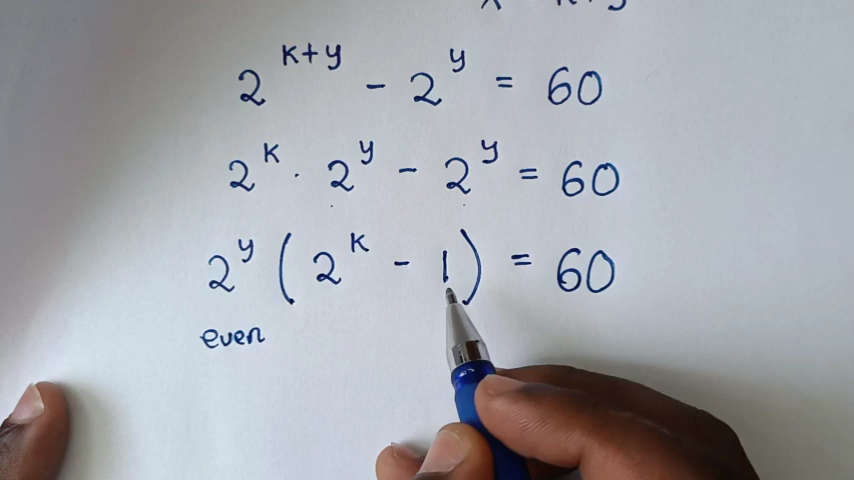 2^{k+y} - 2^y = 60
2^k · 2^y - 2^y = 60
2^y (2^k - 1) = 60
even